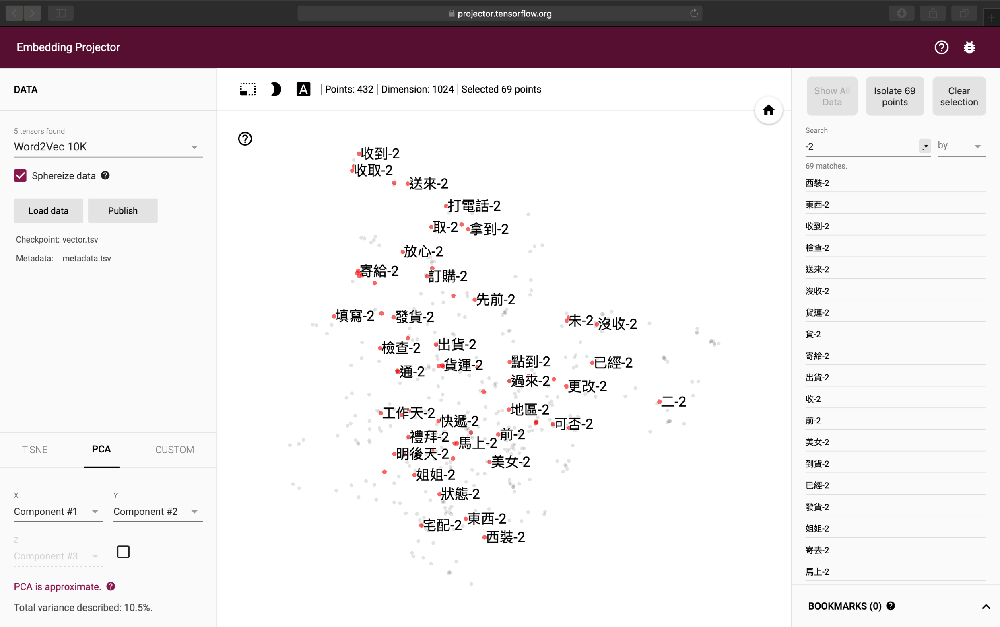 projector.tensorflow.org
Embedding Projector
DATA
5 tensors found
Word2Vec 10K
Sphereize data
Load data
Publish
Checkpoint: vector.tsv
Metadata: metadata.tsv
T-SNE
PCA
CUSTOM
X
Component #1
Y
Component #2
Z
Component #3
PCA is approximate.
Total variance described: 10.5%.
A
Points: 432
Dimension: 1024
Selected 69 points
收到-2
收取-2
送來-2
打電話-2
取-2
拿到-2
放心-2
寄給-2
訂購-2
先前-2
填寫-2
發貨-2
未-2
沒收-2
檢查-2
出貨-2
點到-2
已經-2
通-2
貨運-2
過來-2
更改-2
二-2
工作天-2
地區-2
快遞-2
可否-2
禮拜-2
前-2
馬上-2
明後天-2
美女-2
姐姐-2
狀態-2
東西-2
宅配-2
西裝-2
Show All
Data
Isolate 69
points
Clear
selection
Search
-2
.*
by
69 matches.
西裝-2
東西-2
收到-2
檢查-2
送來-2
沒收-2
貨運-2
貨-2
寄給-2
出貨-2
收-2
前-2
美女-2
到貨-2
已經-2
發貨-2
姐姐-2
寄去-2
馬上-2
BOOKMARKS (0)